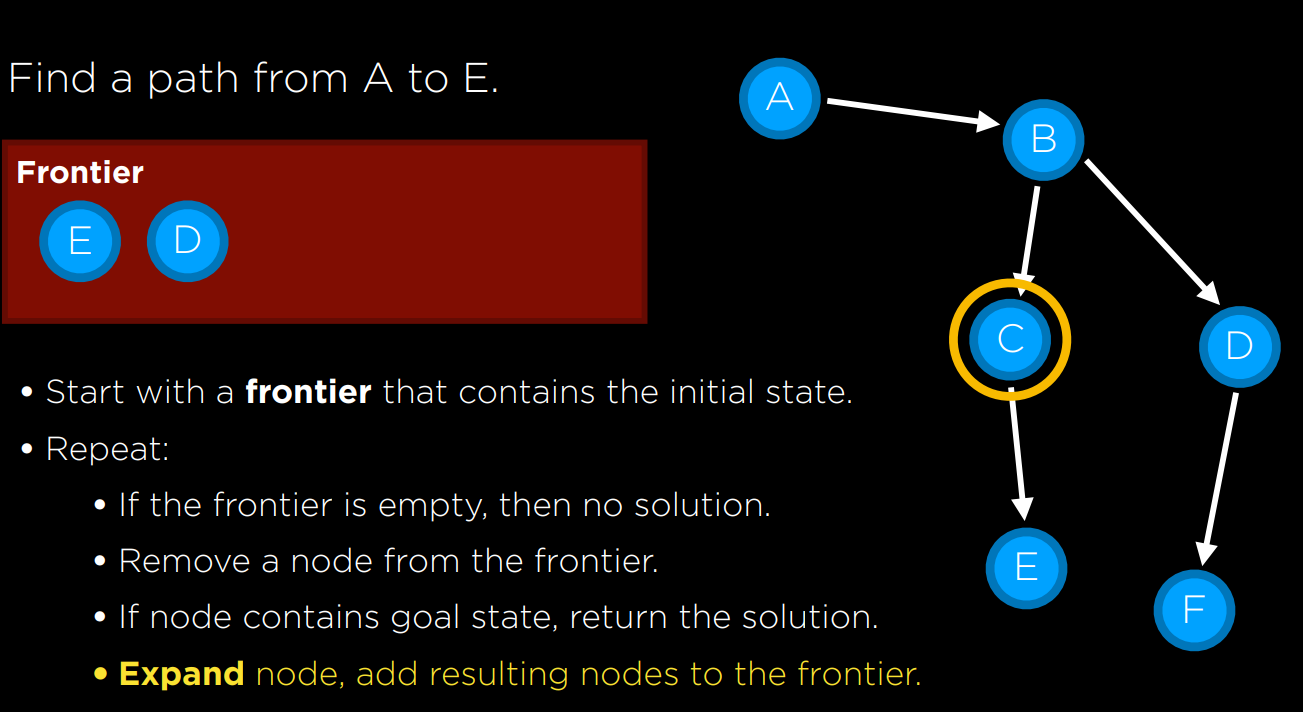 Find a path from A to E.
Frontier
E D
• Start with a frontier that contains the initial state.
• Repeat:
• If the frontier is empty, then no solution.
• Remove a node from the frontier.
• If node contains goal state, return the solution.
• Expand node, add resulting nodes to the frontier.
A
B
C
D
E
F